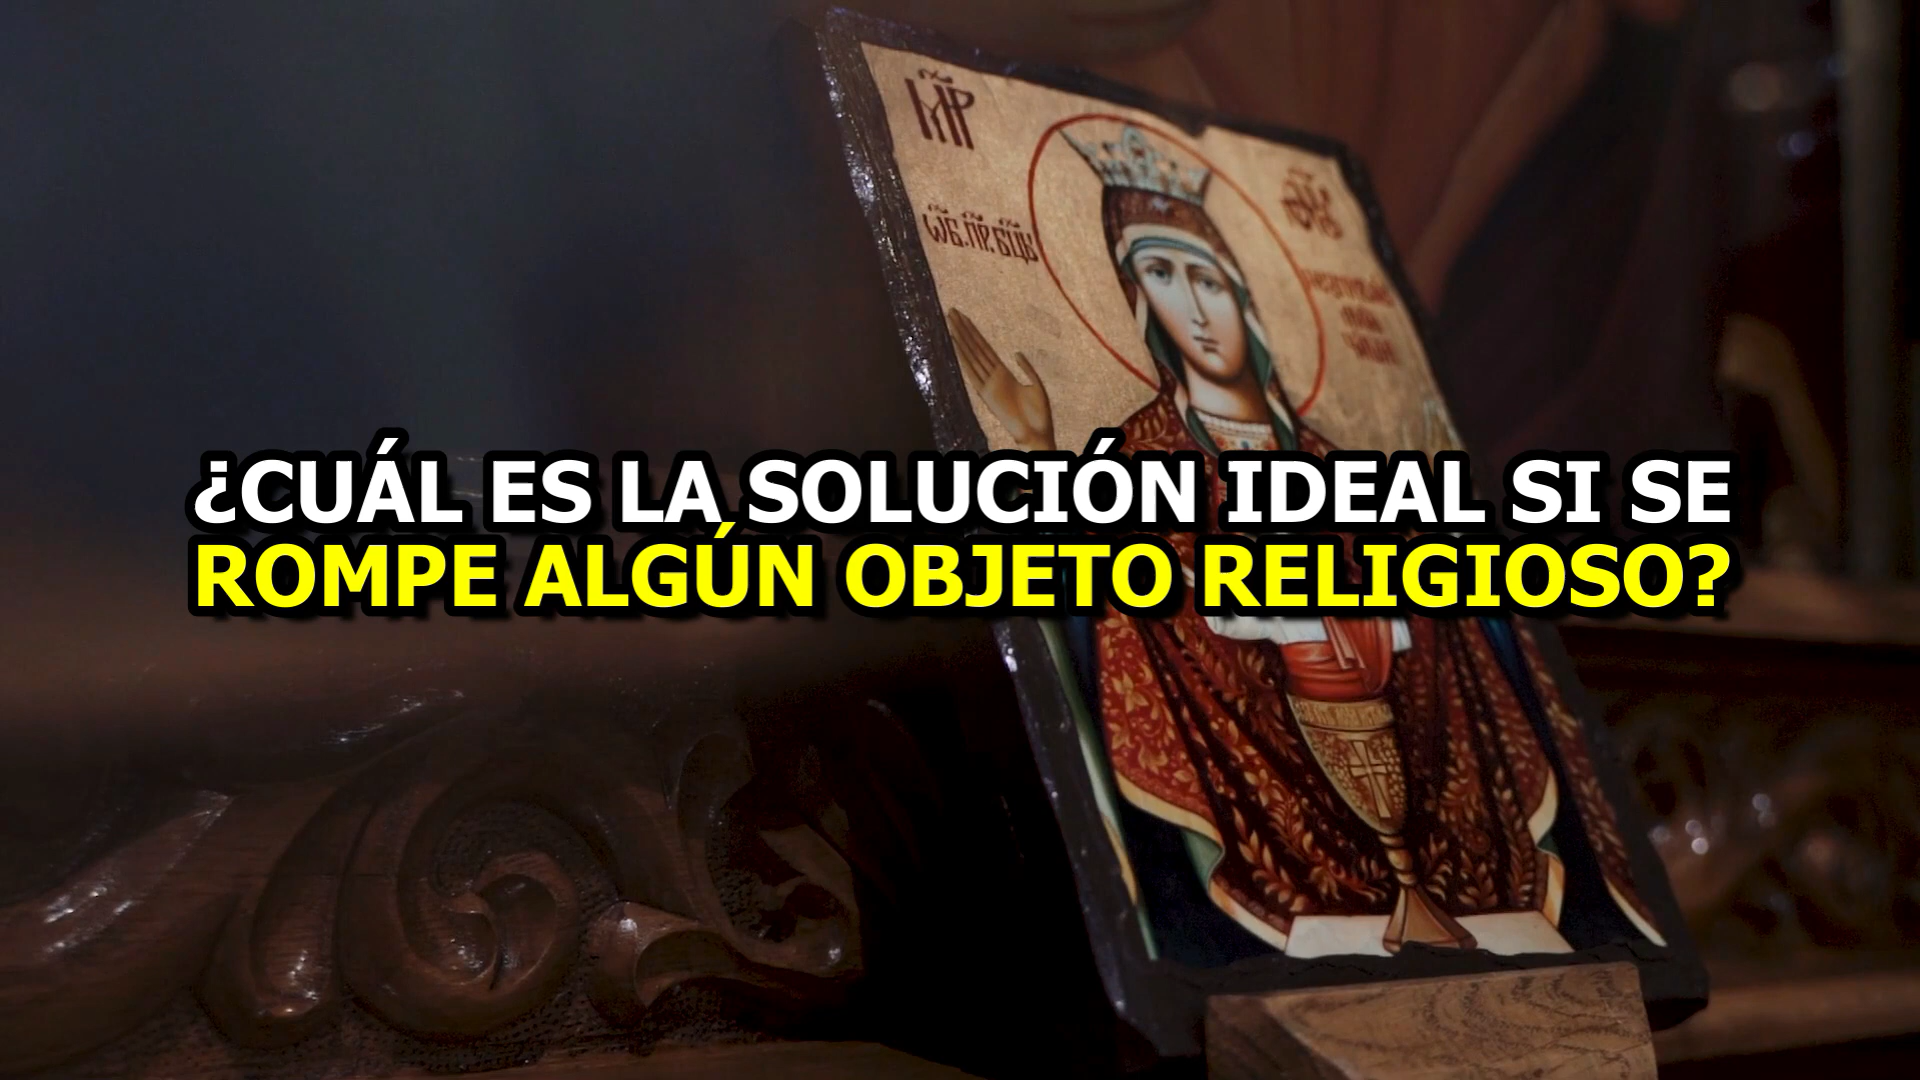 ¿CUÁL ES LA SOLUCIÓN IDEAL SI SE
ROMPE ALGÚN OBJETO RELIGIOSO?